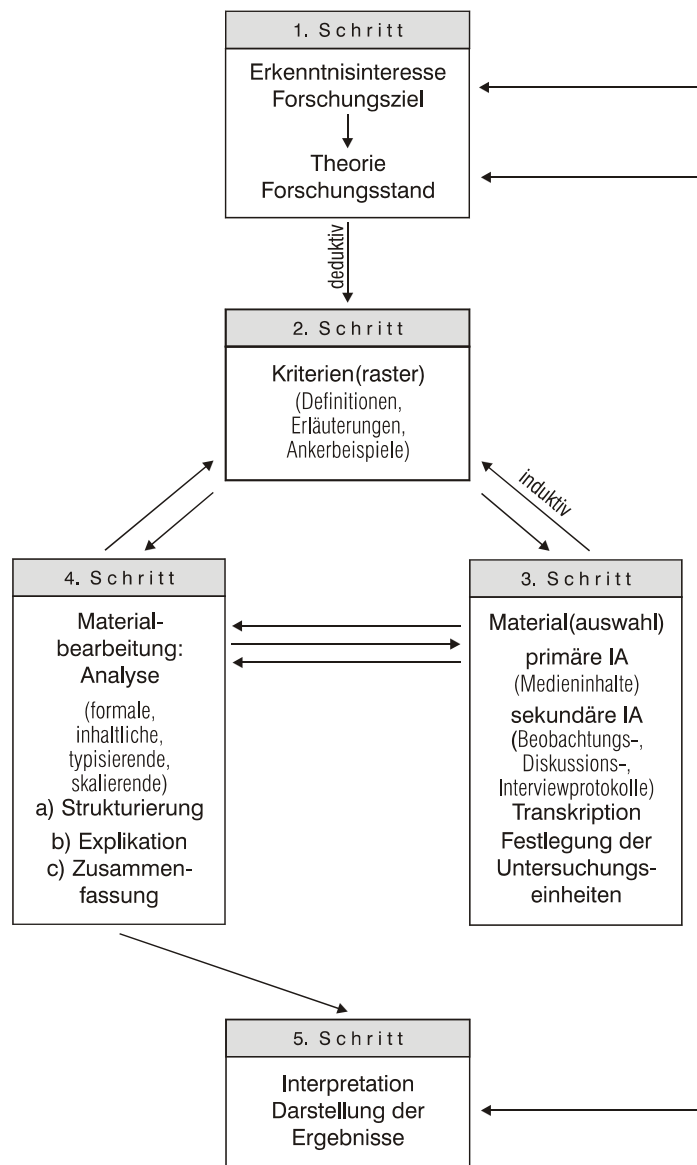 1. Schritt
Erkenntnisinteresse
Forschungsziel
Theorie
Forschungsstand
deduktiv
2. Schritt
Kriterien(raster)
(Definitionen,
Erläuterungen,
Ankerbeispiele)
induktiv
4. Schritt
Material-
bearbeitung:
Analyse
(formale,
inhaltliche,
typisierende,
skalierende)
a) Strukturierung
b) Explikation
c) Zusammen-
fassung
3. Schritt
Material(auswahl)
primäre IA
(Medieninhalte)
sekundäre IA
(Beobachtungs-,
Diskussions-,
Interviewprotokolle)
Transkription
Festlegung der
Untersuchungs-
einheiten
5. Schritt
Interpretation
Darstellung der
Ergebnisse